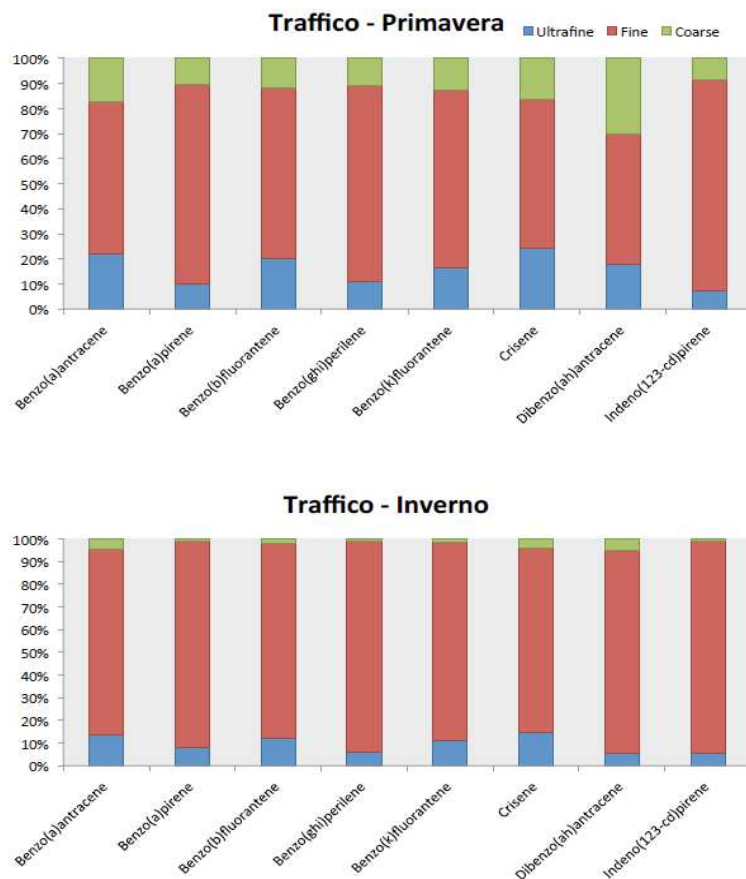 Traffico - Primavera
Ultrafine Fine Coarse
100%
90%
80%
70%
60%
50%
40%
30%
20%
10%
0%
Benzo(a)antracene
Benzo(a)pirene
Benzo(b)fluorantene
Benzo(ghi)perilene
Benzo(k)fluorantene
Crisene
Dibenzo(ah)antracene
Indeno(123-cd)pirene
Traffico - Inverno
100%
90%
80%
70%
60%
50%
40%
30%
20%
10%
0%
Benzo(a)antracene
Benzo(a)pirene
Benzo(b)fluorantene
Benzo(ghi)perilene
Benzo(k)fluorantene
Crisene
Dibenzo(ah)antracene
Indeno(123-cd)pirene